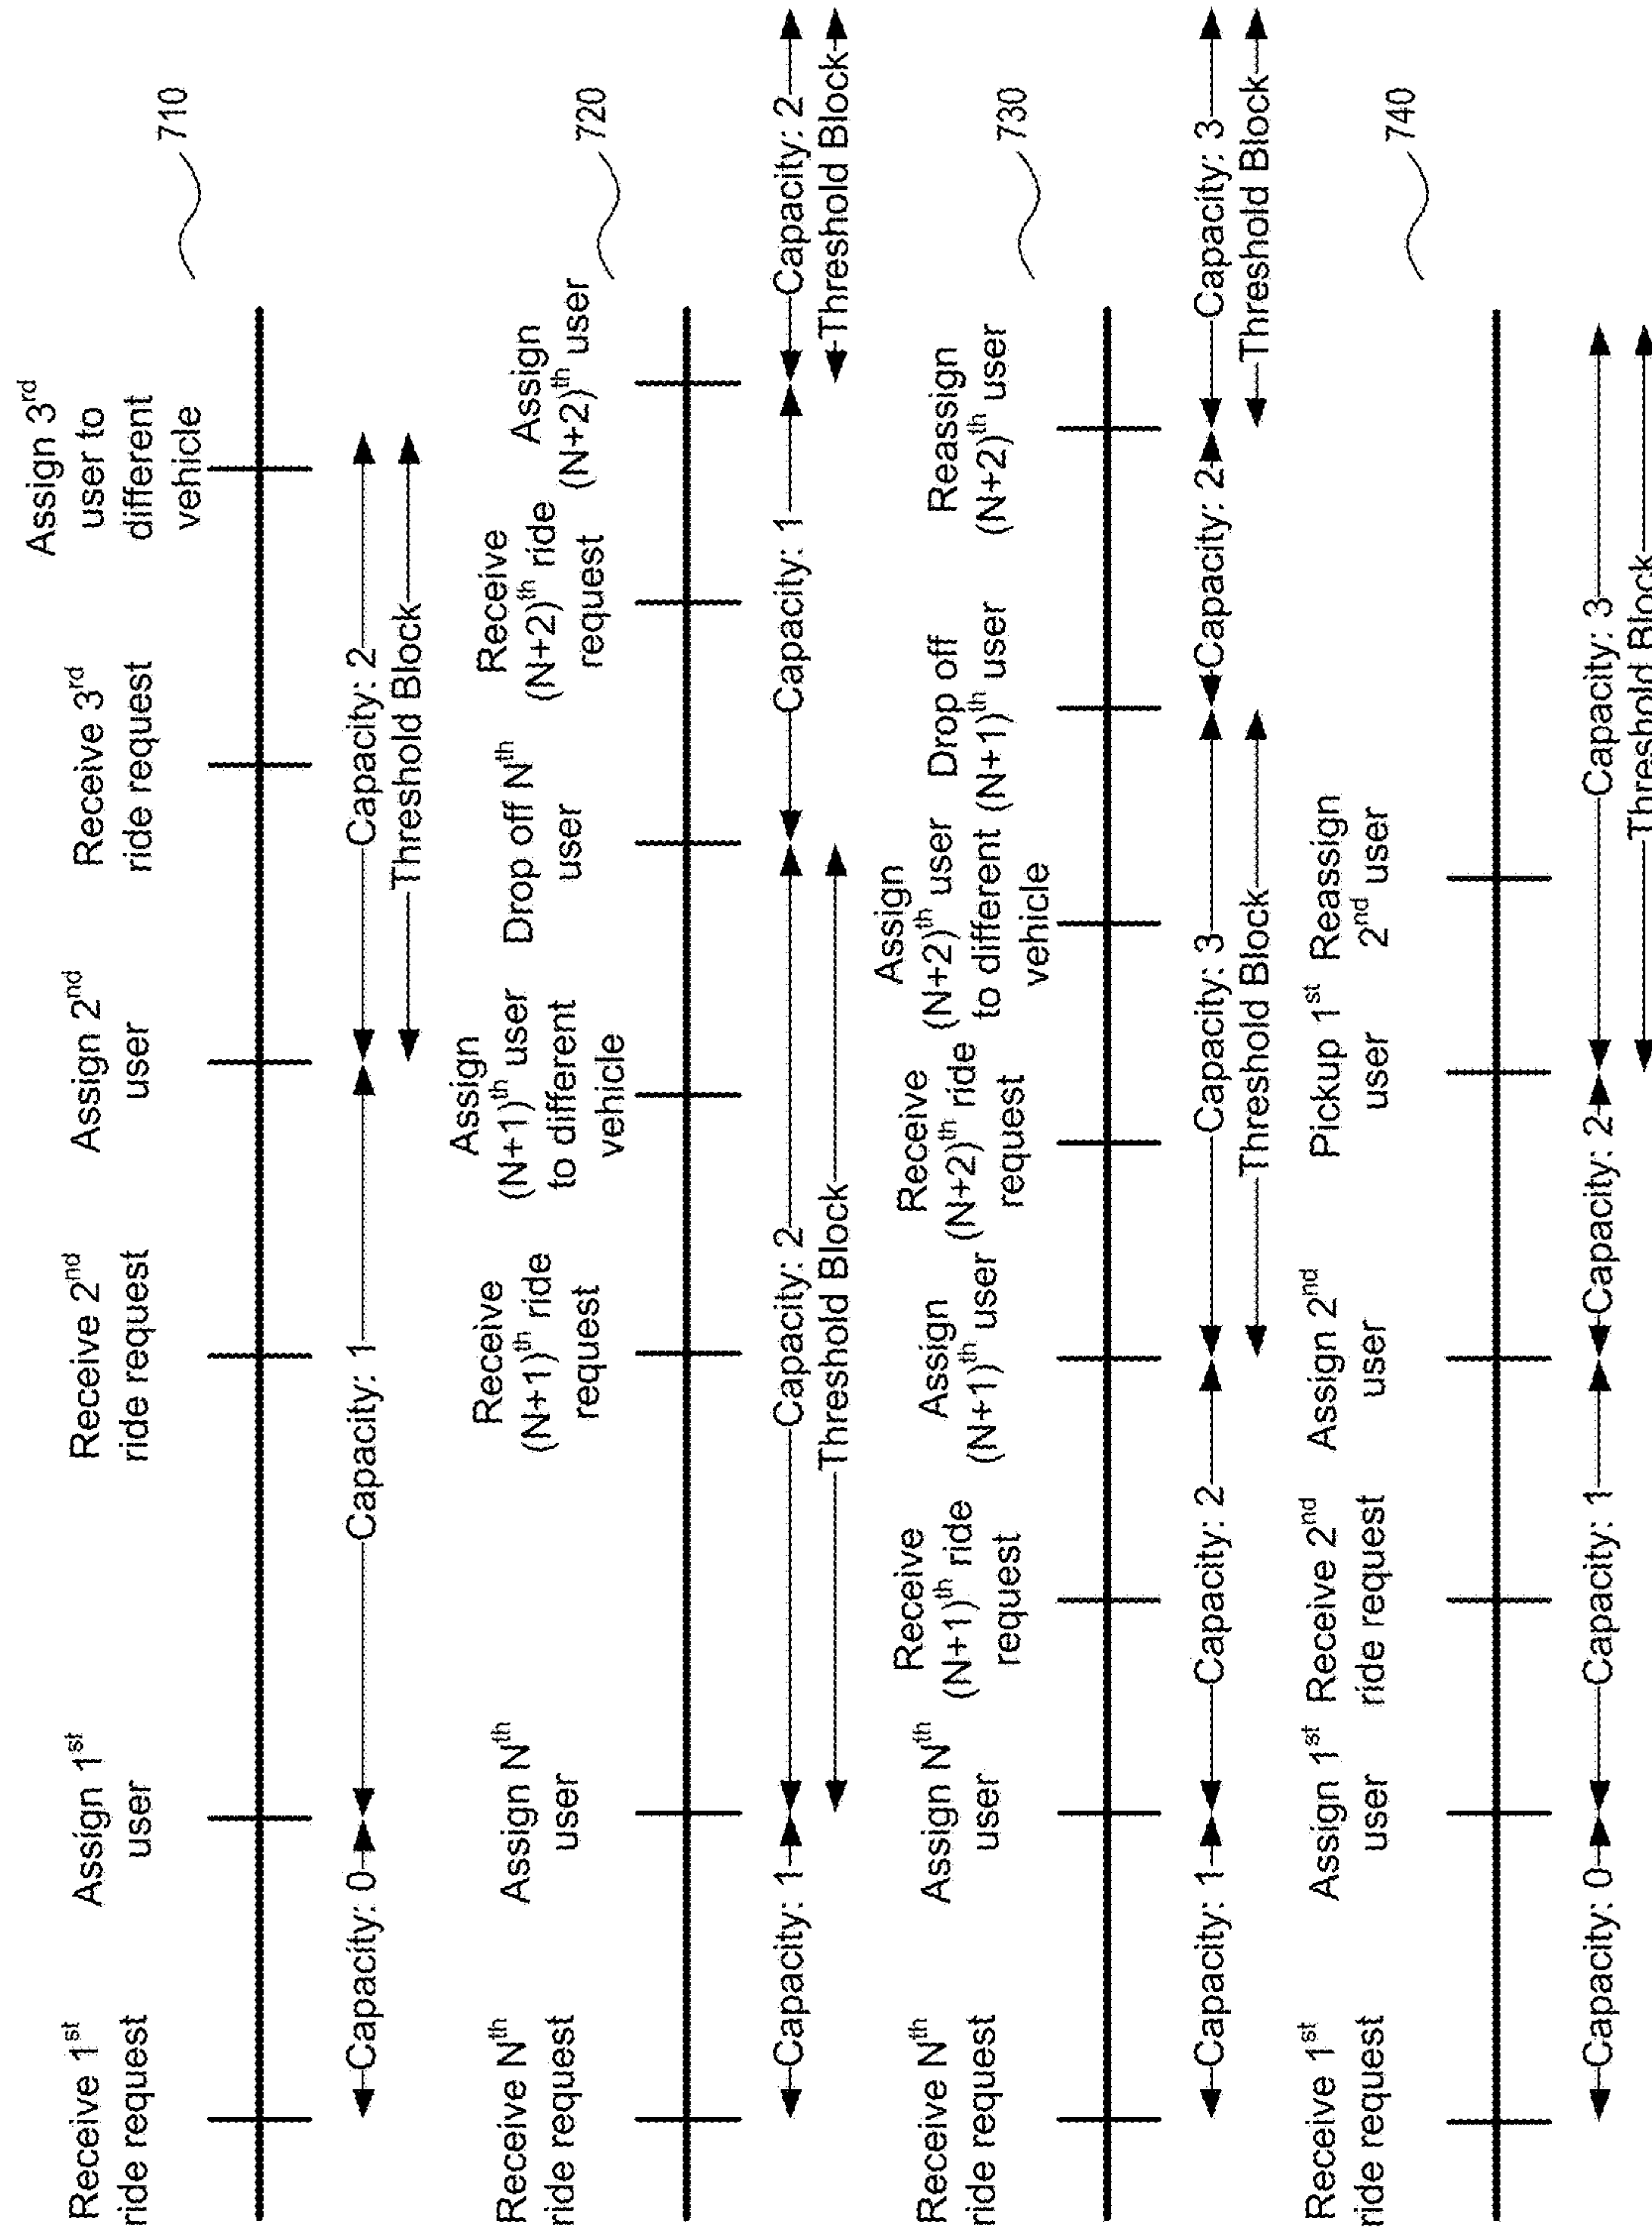 Receive 1st
ride request
Assign 1st
user
Receive 2nd
ride request
Assign 2nd
user
Receive 3rd
ride request
Assign 3rd
user to
different
vehicle
710
Capacity: 0
Capacity: 1
Capacity: 2
Threshold Block
Receive Nth
ride request
Assign Nth
user
Receive
(N+1)th ride
request
Assign
(N+1)th user
to different
vehicle
Drop off Nth
user
Receive
(N+2)th ride
request
Assign
(N+2)th user
720
Capacity: 1
Capacity: 2
Threshold Block
Capacity: 1
Capacity: 2
Threshold Block
Receive Nth
ride request
Assign Nth
user
Receive
(N+1)th ride
request
Assign
(N+1)th user
Receive
(N+2)th ride
request
Assign
(N+2)th user
to different
vehicle
Drop off
(N+1)th user
Reassign
(N+2)th user
730
Capacity: 1
Capacity: 2
Capacity: 3
Threshold Block
Capacity: 2
Capacity: 3
Threshold Block
Receive 1st
ride request
Assign 1st
user
Receive 2nd
ride request
Assign 2nd
user
Pickup 1st
user
Reassign
2nd user
740
Capacity: 0
Capacity: 1
Capacity: 2
Capacity: 3
Threshold Block